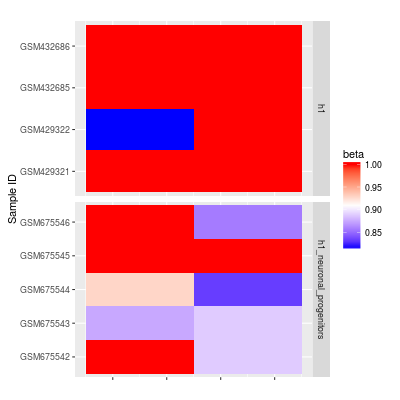 GSM432686
GSM432685
GSM429322
GSM429321
h1
GSM675546
GSM675545
GSM675544
GSM675543
GSM675542
h1_neuronal_progenitors
Sample ID
beta
1.00
0.95
0.90
0.85